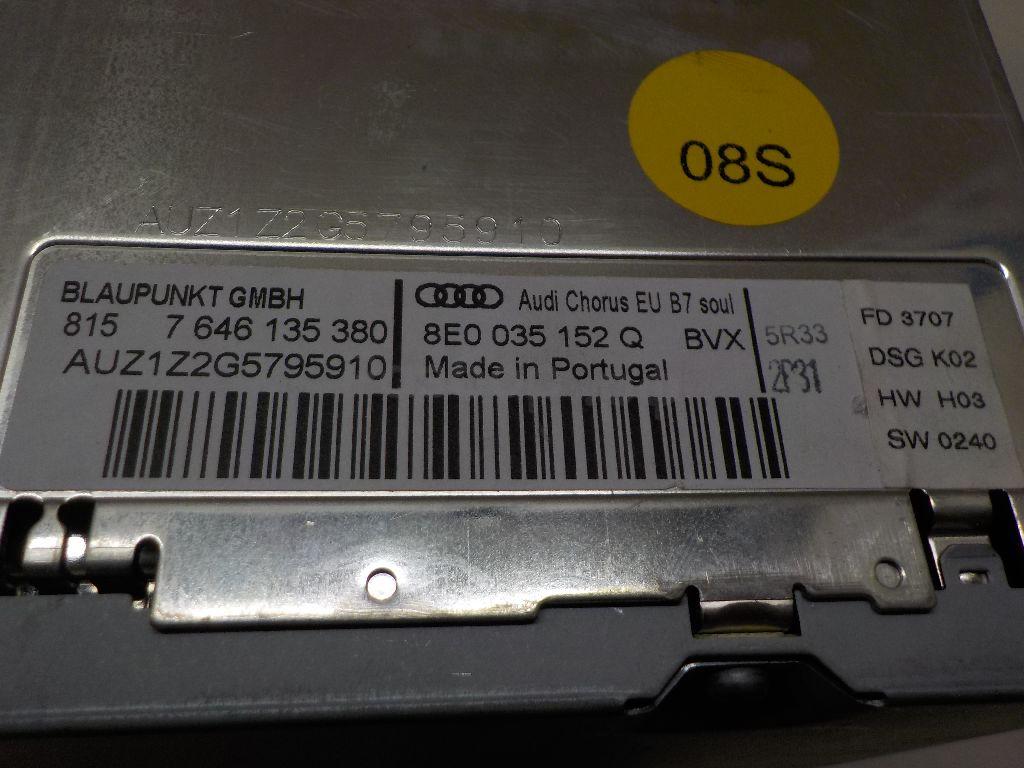 08S
AUZ1Z2G5795910
BLAUPUNKT GMBH
815 7 646 135 380
AUZ1Z2G5795910
Audi Chorus EU B7 soul
8E0 035 152 Q BVX
Made in Portugal
5R33
2P31
FD 3707
DSG K02
HW H03
SW 0240